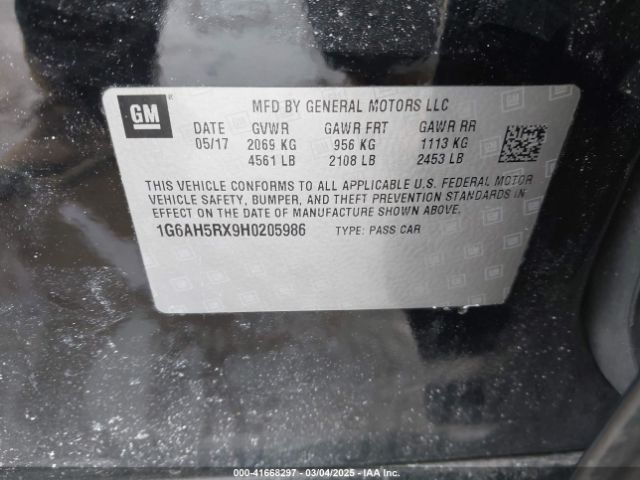 GM
MFD BY GENERAL MOTORS LLC
DATE GVWR GAWR FRT GAWR RR
05/17 2069 KG 956 KG 1113 KG
4561 LB 2108 LB 2453 LB
THIS VEHICLE CONFORMS TO ALL APPLICABLE U.S. FEDERAL MOTOR
VEHICLE SAFETY, BUMPER, AND THEFT PREVENTION STANDARDS IN
EFFECT ON THE DATE OF MANUFACTURE SHOWN ABOVE.
1G6AH5RX9H0205986 TYPE: PASS CAR
000-41668297 - 03/04/2025 - IAA Inc.